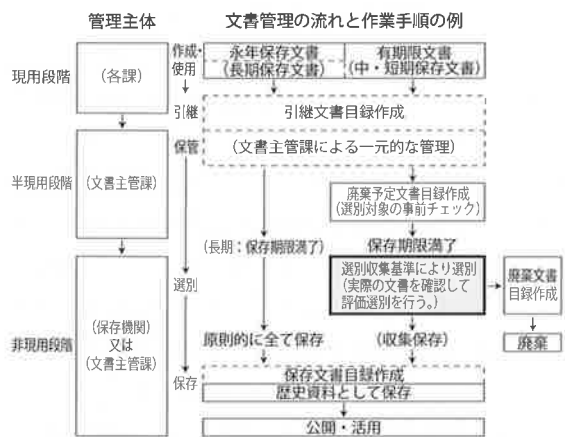 管理主体
文書管理の流れと作業手順の例
現用段階
(各課)
作成・
使用
永年保存文書
(長期保存文書)
有期限文書
(中・短期保存文書)
引継
引継文書目録作成
半現用段階
(文書主管課)
保管
(文書主管課による一元的な管理)
廃棄予定文書目録作成
(選別対象の事前チェック)
(長期：保存期限満了)
保存期限満了
非現用段階
(保存機関)
又は
(文書主管課)
選別
選別収集基準により選別
(実際の文書を確認して
評価選別を行う。)
廃棄文書
目録作成
廃棄
原則的に全て保存
(収集保存)
保存
保存文書目録作成
歴史資料として保存
公開・活用